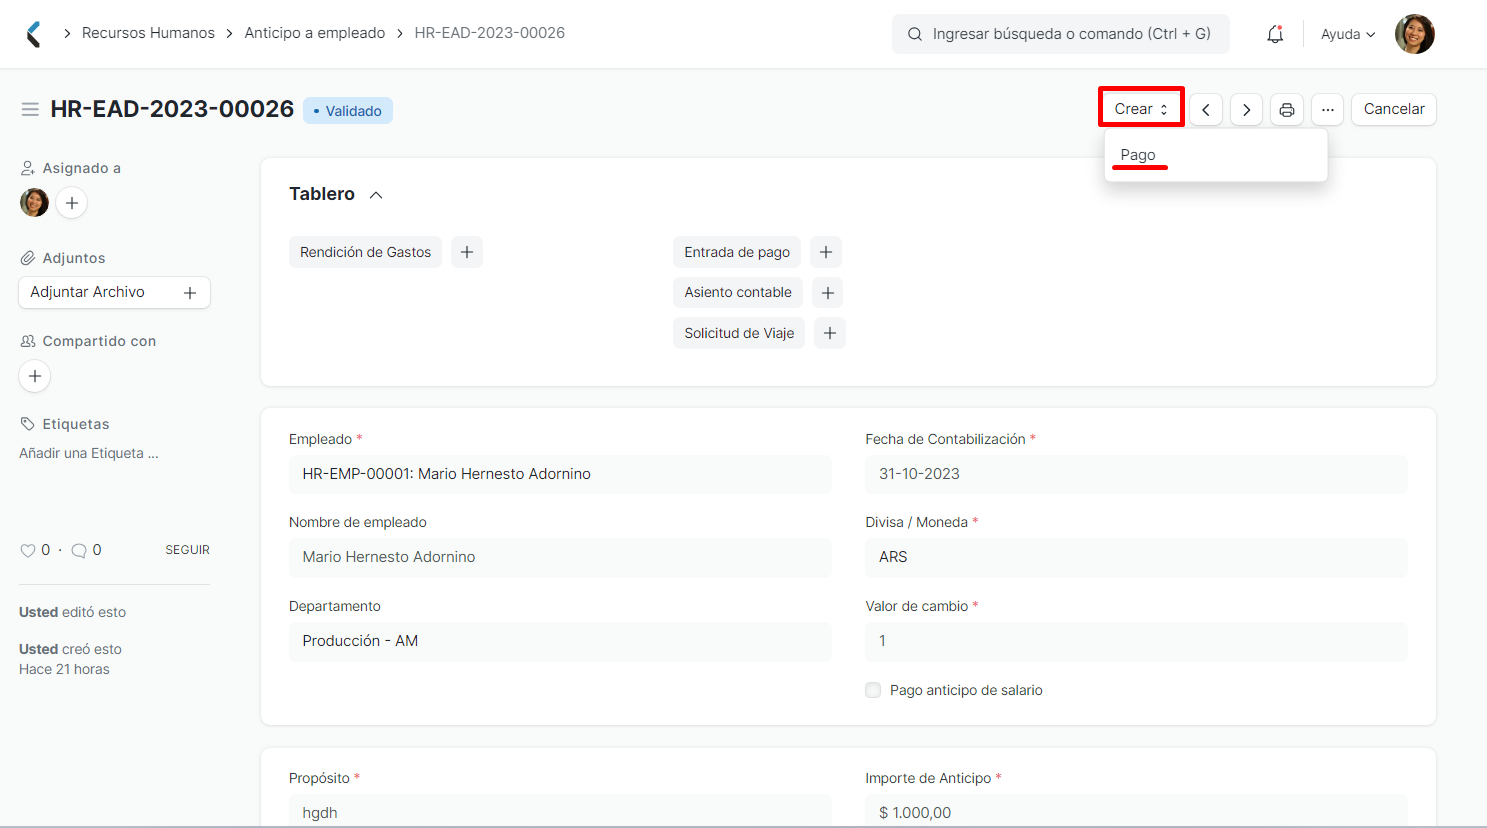 Recursos Humanos
Anticipo a empleado
HR-EAD-2023-00026
Ingresar búsqueda o comando (Ctrl + G)
Ayuda
HR-EAD-2023-00026
• Validado
Crear
Cancelar
Pago
Asignado a
Adjuntos
Adjuntar Archivo
Compartido con
Etiquetas
Añadir una Etiqueta ...
0 · 0
SEGUIR
Usted editó esto
Usted creó esto
Hace 21 horas
Tablero
Rendición de Gastos
Entrada de pago
Asiento contable
Solicitud de Viaje
Empleado *
HR-EMP-00001: Mario Hernesto Adornino
Nombre de empleado
Mario Hernesto Adornino
Departamento
Producción - AM
Fecha de Contabilización *
31-10-2023
Divisa / Moneda *
ARS
Valor de cambio *
1
Pago anticipo de salario
Propósito *
hgdh
Importe de Anticipo *
$ 1.000,00